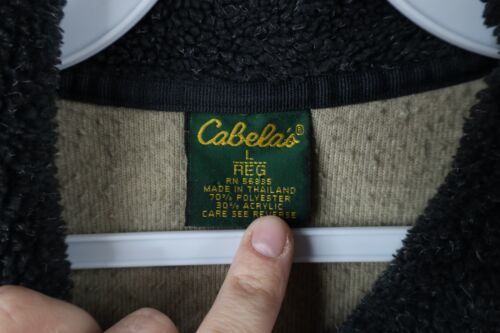 Cabela's®
L
REG
RN 56835
MADE IN THAILAND
70% POLYESTER
30% ACRYLIC
CARE SEE REVERSE